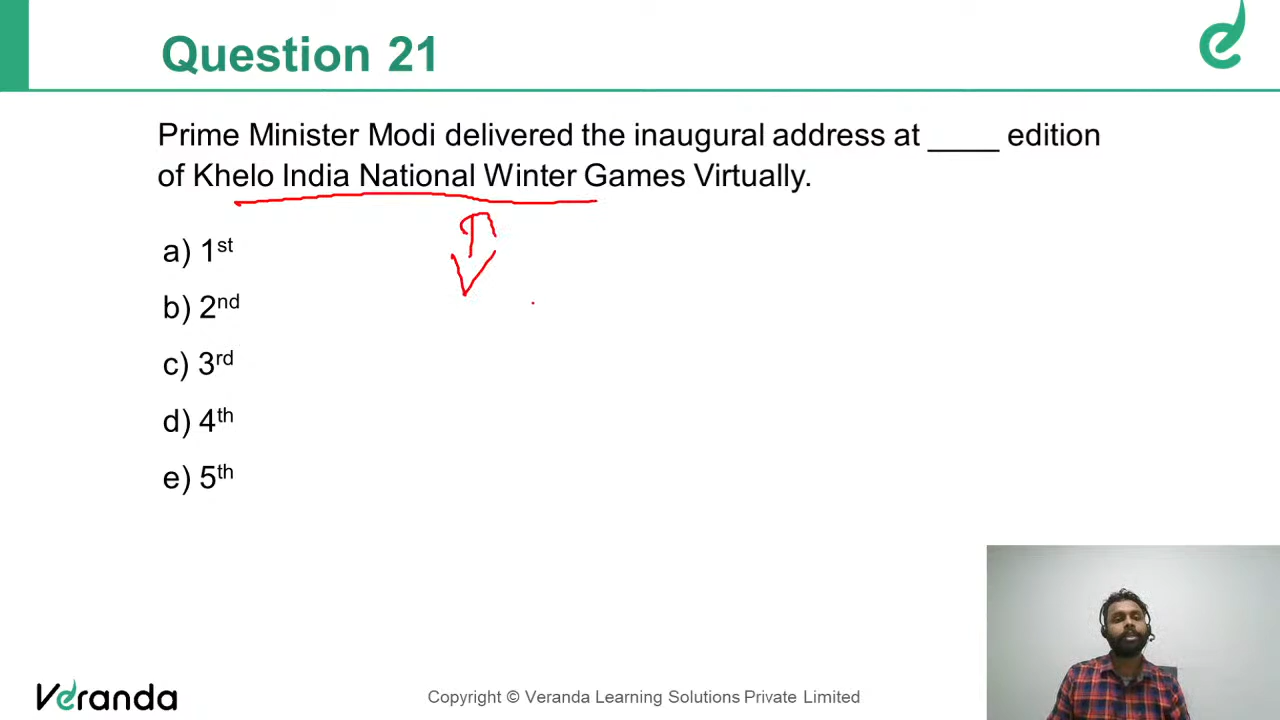 Question 21
Prime Minister Modi delivered the inaugural address at ____ edition
of Khelo India National Winter Games Virtually.
a) 1st
b) 2nd
c) 3rd
d) 4th
e) 5th
Veranda
Copyright © Veranda Learning Solutions Private Limited